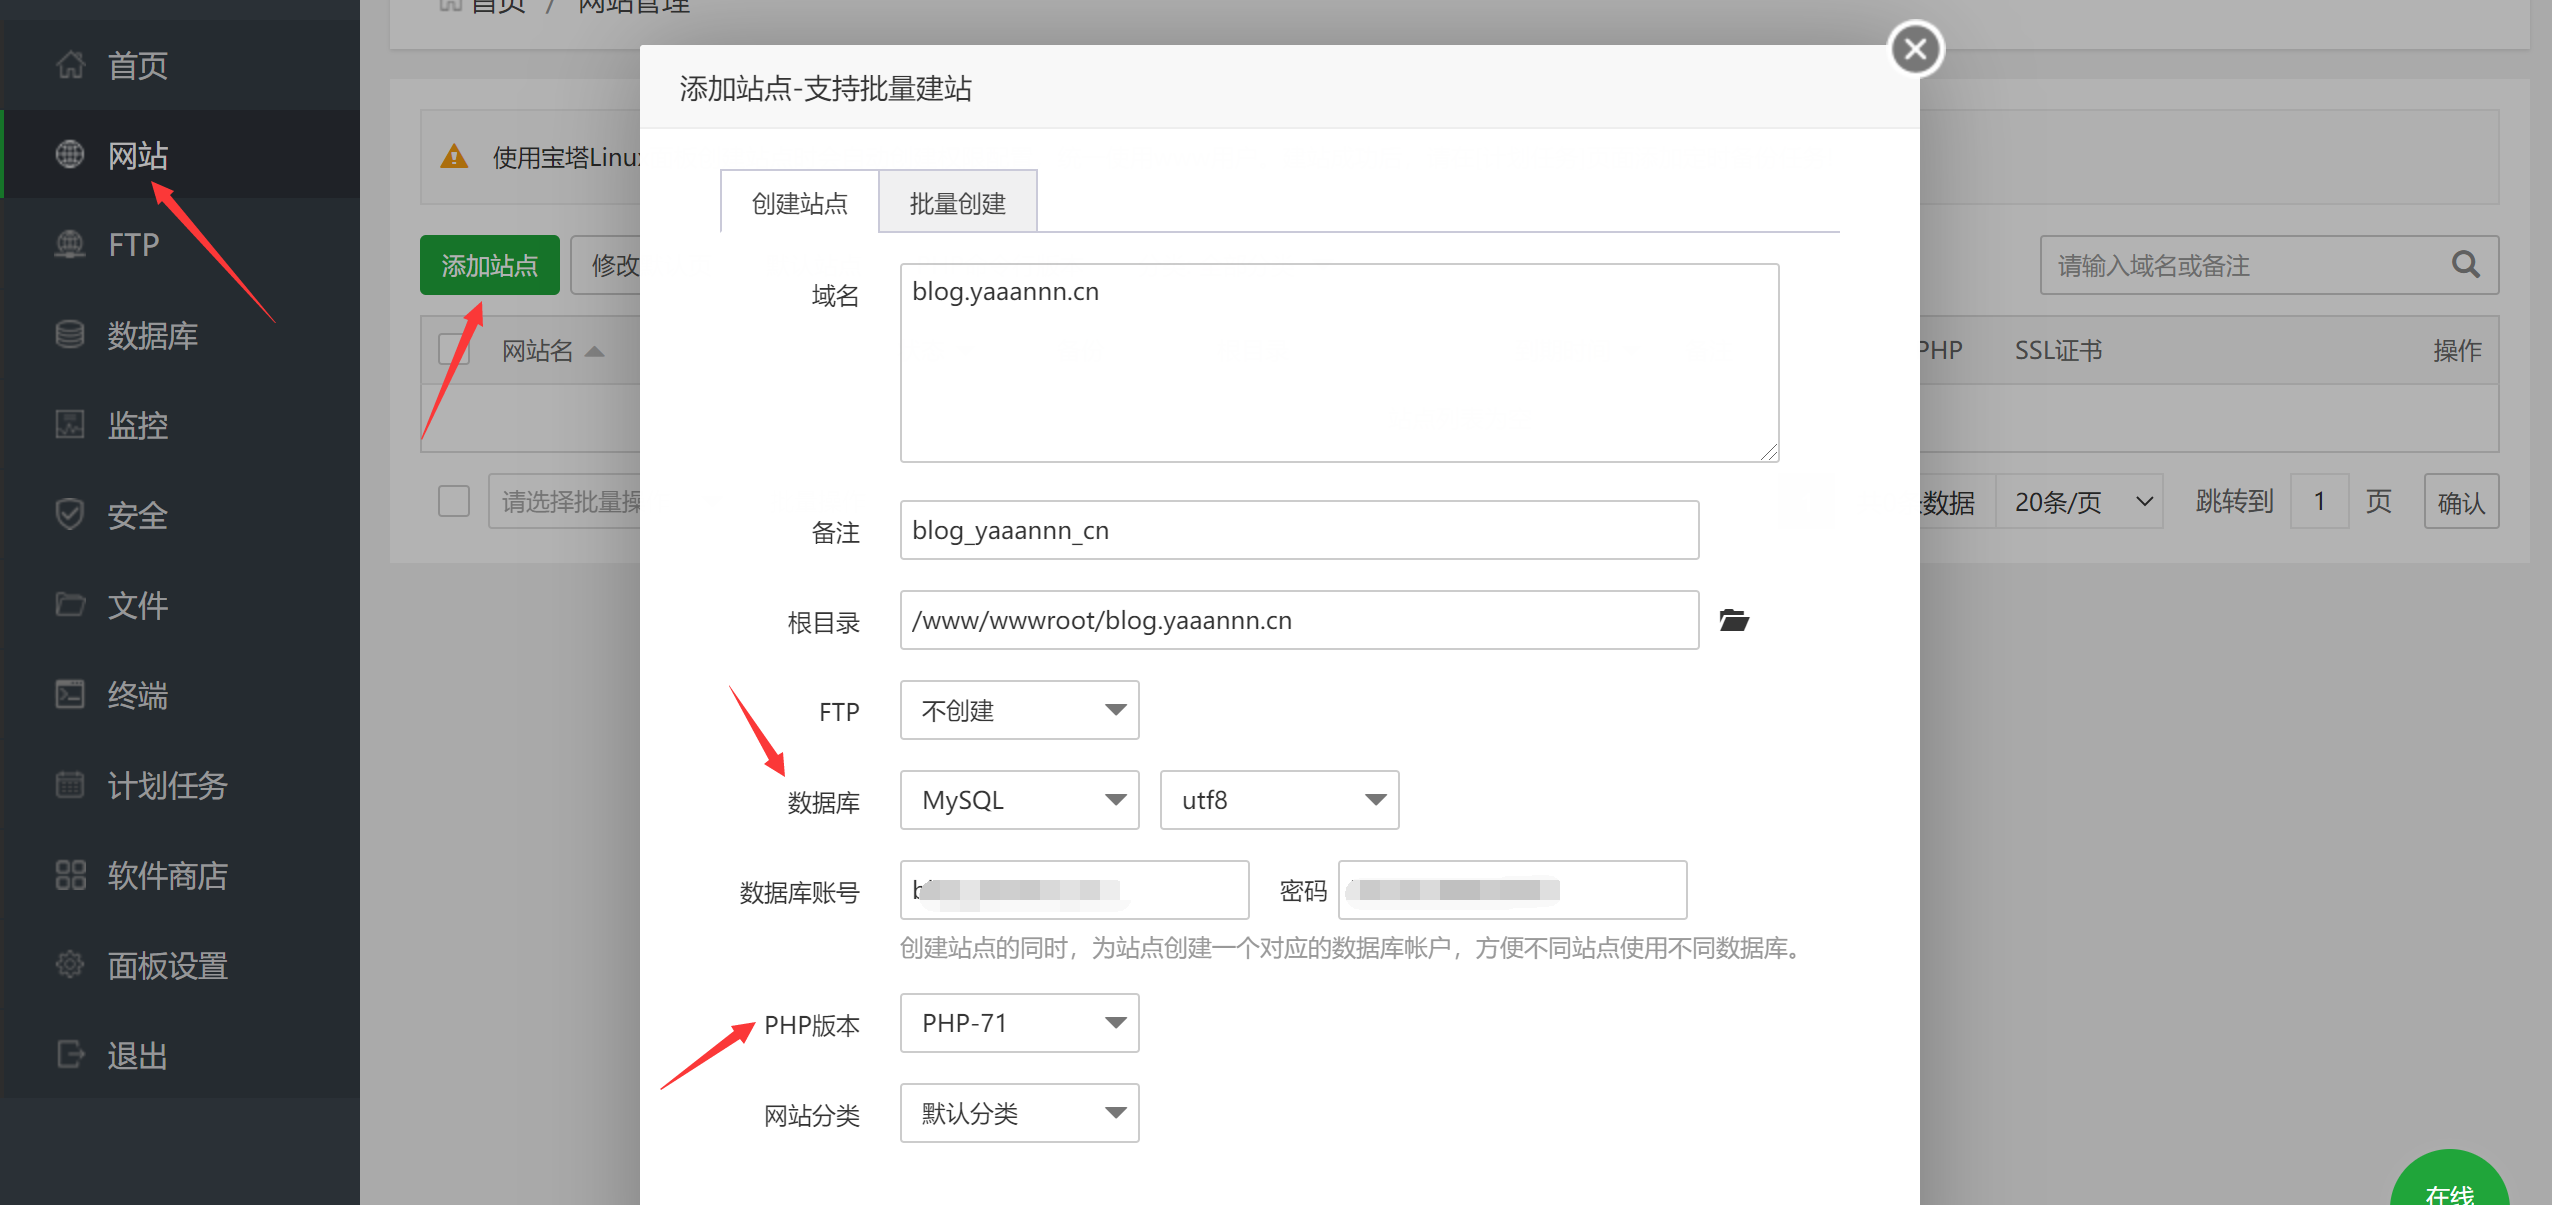 首页 / 网站管理
首页
网站
FTP
数据库
监控
安全
文件
终端
计划任务
软件商店
面板设置
退出
使用宝塔Linux
添加站点
修改
网站名
请选择批量操
请输入域名或备注
PHP SSL证书 操作
数据 20条/页 跳转到 1 页 确认
在线
添加站点-支持批量建站
创建站点 批量创建
域名 blog.yaaannn.cn
备注 blog_yaaannn_cn
根目录 /www/wwwroot/blog.yaaannn.cn
FTP 不创建
数据库 MySQL utf8
数据库账号 密码
创建站点的同时，为站点创建一个对应的数据库帐户，方便不同站点使用不同数据库。
PHP版本 PHP-71
网站分类 默认分类